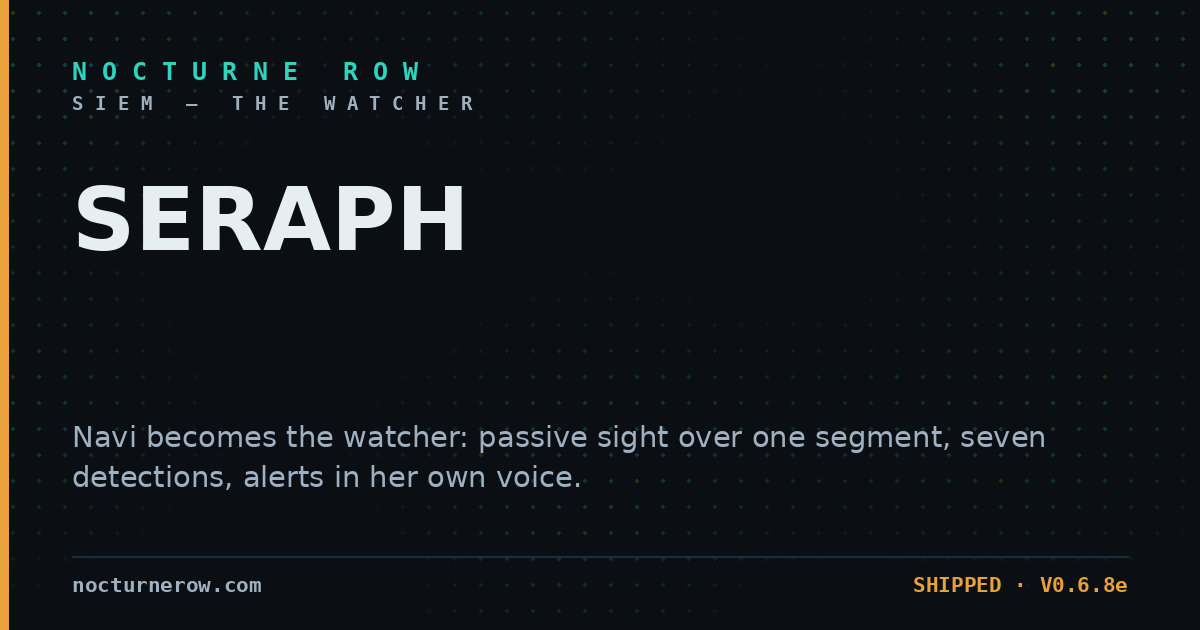 NOCTURNE ROW
SIEM — THE WATCHER
SERAPH
Navi becomes the watcher: passive sight over one segment, seven
detections, alerts in her own voice.
nocturnerow.com
SHIPPED · V0.6.8e